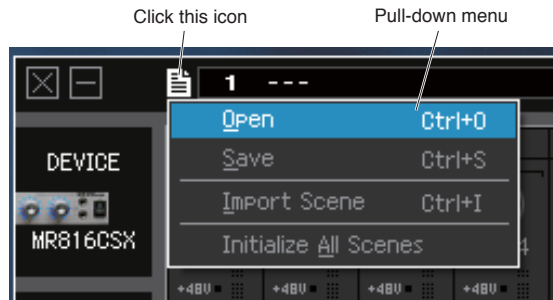 Click this icon
Pull-down menu
1 ---
Open Ctrl+O
Save Ctrl+S
DEVICE
Import Scene Ctrl+I
MR816CSX
Initialize All Scenes
4
+48V +48V +48V +48V